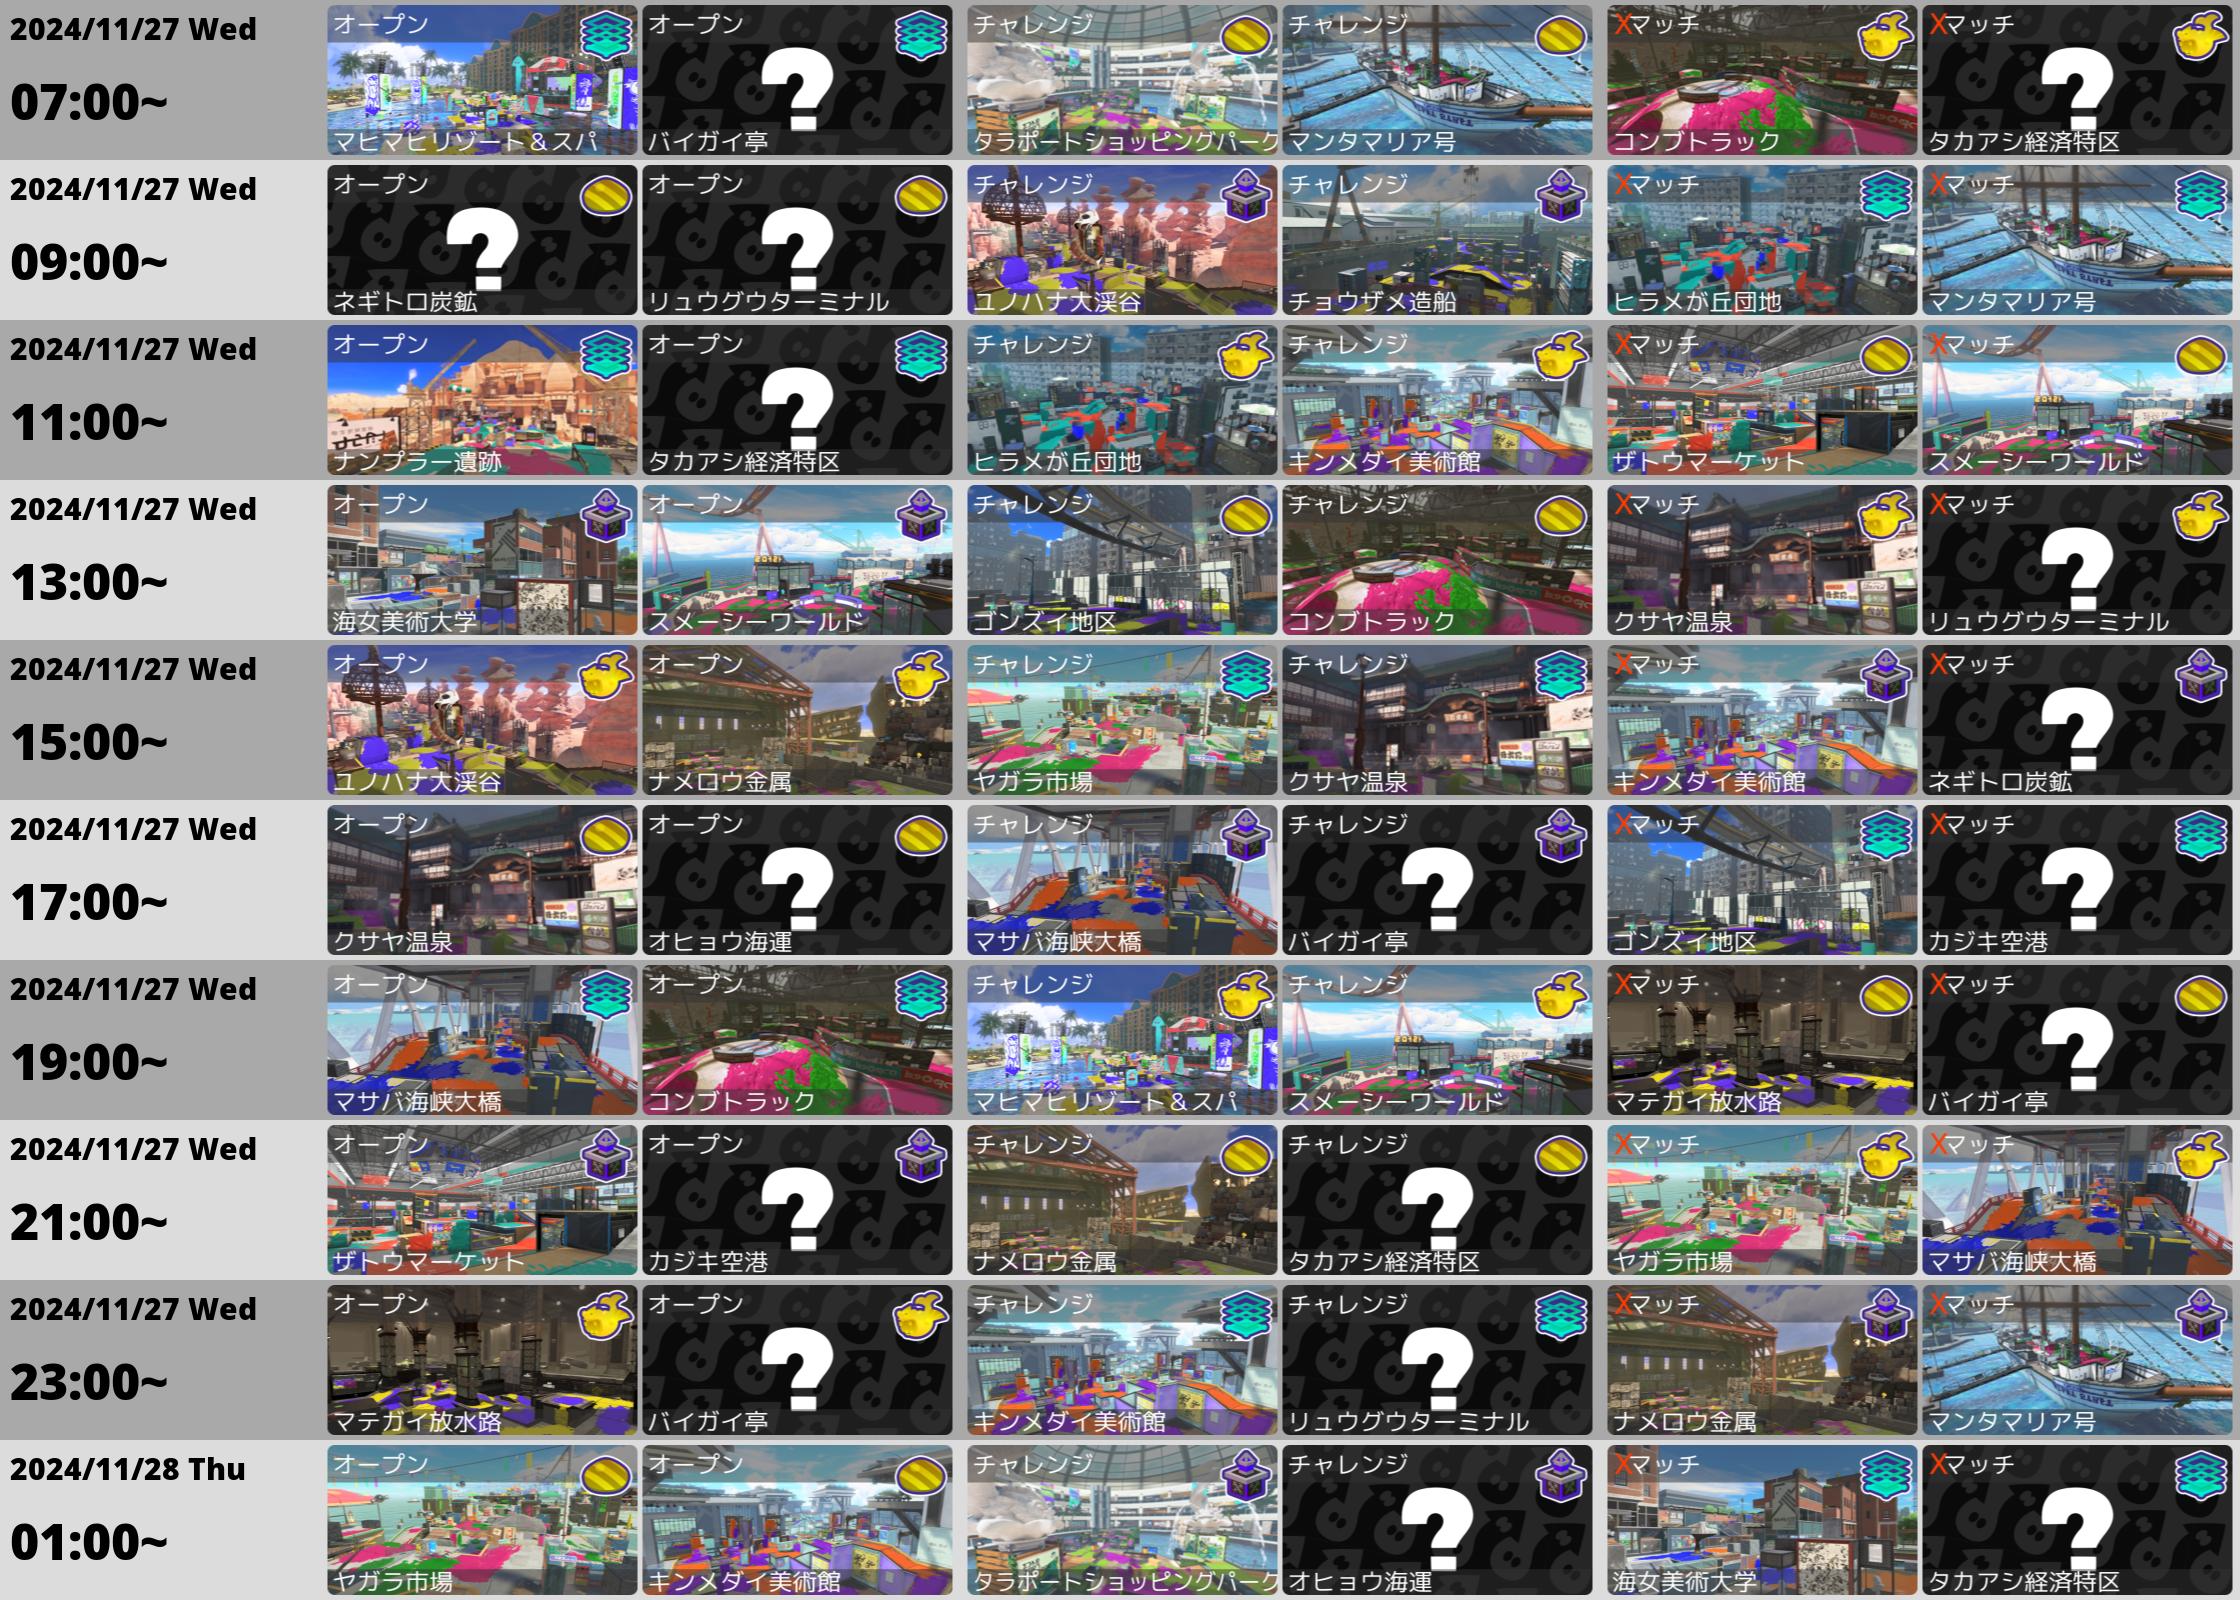 2024/11/27 Wed
07:00~
オープン
マヒマヒリゾート＆スパ
オープン
バイガイ亭
チャレンジ
タラポートショッピングパーク
チャレンジ
マンタマリア号
Xマッチ
コンブトラック
Xマッチ
タカアシ経済特区
2024/11/27 Wed
09:00~
オープン
ネギトロ炭鉱
オープン
リュウグウターミナル
チャレンジ
ユノハナ大渓谷
チャレンジ
チョウザメ造船
Xマッチ
ヒラメが丘団地
Xマッチ
マンタマリア号
2024/11/27 Wed
11:00~
オープン
ナンプラー遺跡
オープン
タカアシ経済特区
チャレンジ
ヒラメが丘団地
チャレンジ
キンメダイ美術館
Xマッチ
ザトウマーケット
Xマッチ
スメーシーワールド
2024/11/27 Wed
13:00~
オープン
海女美術大学
オープン
スメーシーワールド
チャレンジ
ゴンズイ地区
チャレンジ
コンブトラック
Xマッチ
クサヤ温泉
Xマッチ
リュウグウターミナル
2024/11/27 Wed
15:00~
オープン
ユノハナ大渓谷
オープン
ナメロウ金属
チャレンジ
ヤガラ市場
チャレンジ
クサヤ温泉
Xマッチ
キンメダイ美術館
Xマッチ
ネギトロ炭鉱
2024/11/27 Wed
17:00~
オープン
クサヤ温泉
オープン
オヒョウ海運
チャレンジ
マサバ海峡大橋
チャレンジ
バイガイ亭
Xマッチ
ゴンズイ地区
Xマッチ
カジキ空港
2024/11/27 Wed
19:00~
オープン
マサバ海峡大橋
オープン
コンブトラック
チャレンジ
マヒマヒリゾート＆スパ
チャレンジ
スメーシーワールド
Xマッチ
マテガイ放水路
Xマッチ
バイガイ亭
2024/11/27 Wed
21:00~
オープン
ザトウマーケット
オープン
カジキ空港
チャレンジ
ナメロウ金属
チャレンジ
タカアシ経済特区
Xマッチ
ヤガラ市場
Xマッチ
マサバ海峡大橋
2024/11/27 Wed
23:00~
オープン
マテガイ放水路
オープン
バイガイ亭
チャレンジ
キンメダイ美術館
チャレンジ
リュウグウターミナル
Xマッチ
ナメロウ金属
Xマッチ
マンタマリア号
2024/11/28 Thu
01:00~
オープン
ヤガラ市場
オープン
キンメダイ美術館
チャレンジ
タラポートショッピングパーク
チャレンジ
オヒョウ海運
Xマッチ
海女美術大学
Xマッチ
タカアシ経済特区